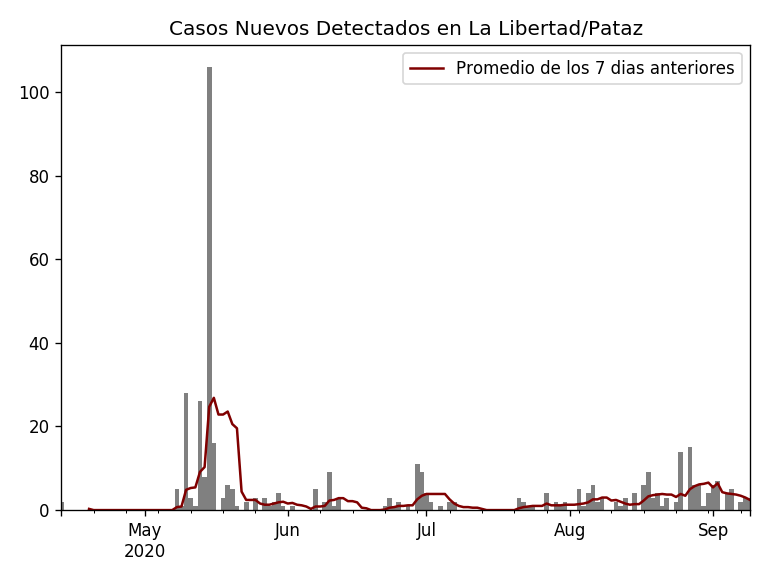 Casos Nuevos Detectados en La Libertad/Pataz
Promedio de los 7 dias anteriores
100
80
60
40
20
0
May Jun Jul Aug Sep
2020